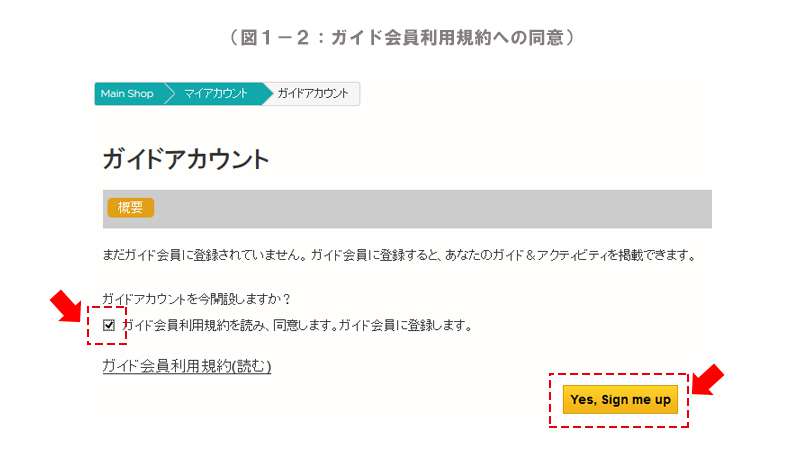 （図１－２：ガイド会員利用規約への同意）
Main Shop マイアカウント ガイドアカウント
ガイドアカウント
概要
まだガイド会員に登録されていません。ガイド会員に登録すると、あなたのガイド＆アクティビティを掲載できます。
ガイドアカウントを今開設しますか？
ガイド会員利用規約を読み、同意します。ガイド会員に登録します。
ガイド会員利用規約(読む)
Yes, Sign me up